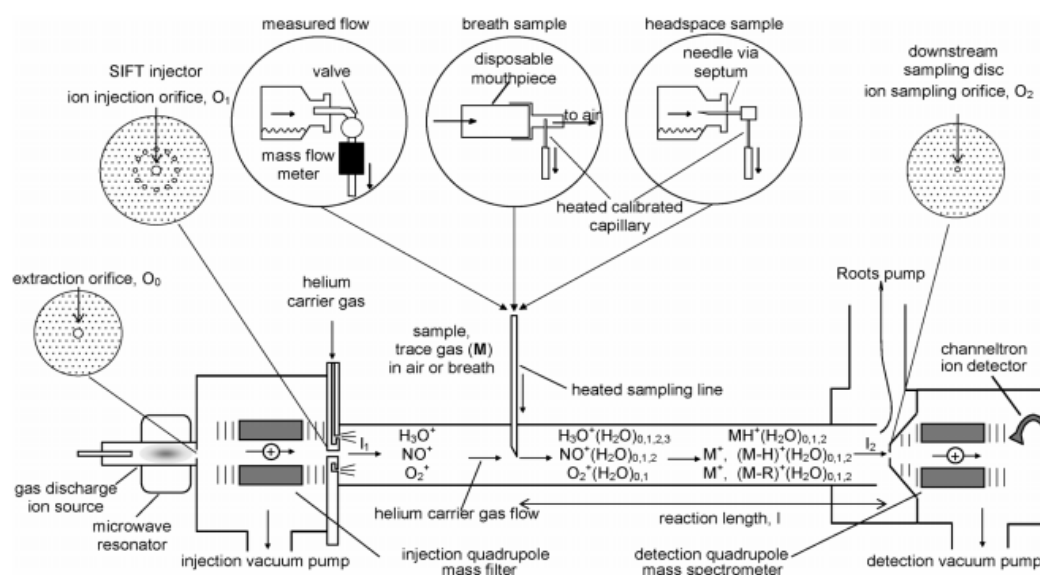 measured flow
breath sample
headspace sample
SIFT injector
ion injection orifice, O1
valve
mass flow
meter
disposable
mouthpiece
to air
needle via
septum
heated calibrated
capillary
downstream
sampling disc
ion sampling orifice, O2
extraction orifice, O0
helium
carrier gas
sample,
trace gas (M)
in air or breath
heated sampling line
Roots pump
channeltron
ion detector
I1
H3O+
NO+
O2+
H3O+(H2O)0,1,2,3
NO+(H2O)0,1,2
O2+(H2O)0,1
MH+(H2O)0,1,2
M+, (M-H)+(H2O)0,1,2
M+, (M-R)+(H2O)0,1,2
I2
gas discharge
ion source
microwave
resonator
injection vacuum pump
helium carrier gas flow
injection quadrupole
mass filter
reaction length, l
detection quadrupole
mass spectrometer
detection vacuum pump